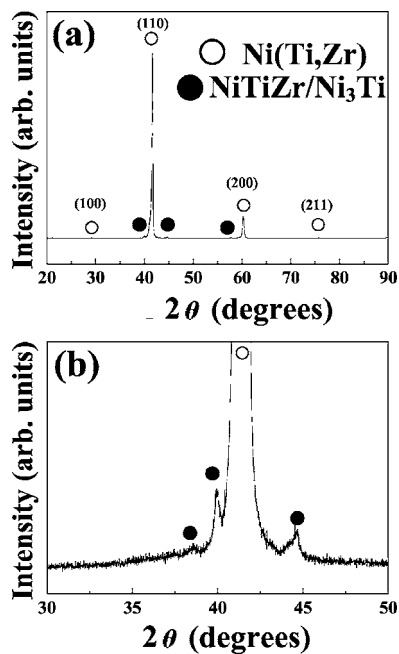 (a)
(110)
Ni(Ti,Zr)
NiTiZr/Ni₃Ti
(100)
(200)
(211)
Intensity (arb. units)
20 30 40 50 60 70 80 90
2θ (degrees)
(b)
Intensity (arb. units)
30 35 40 45 50
2θ (degrees)